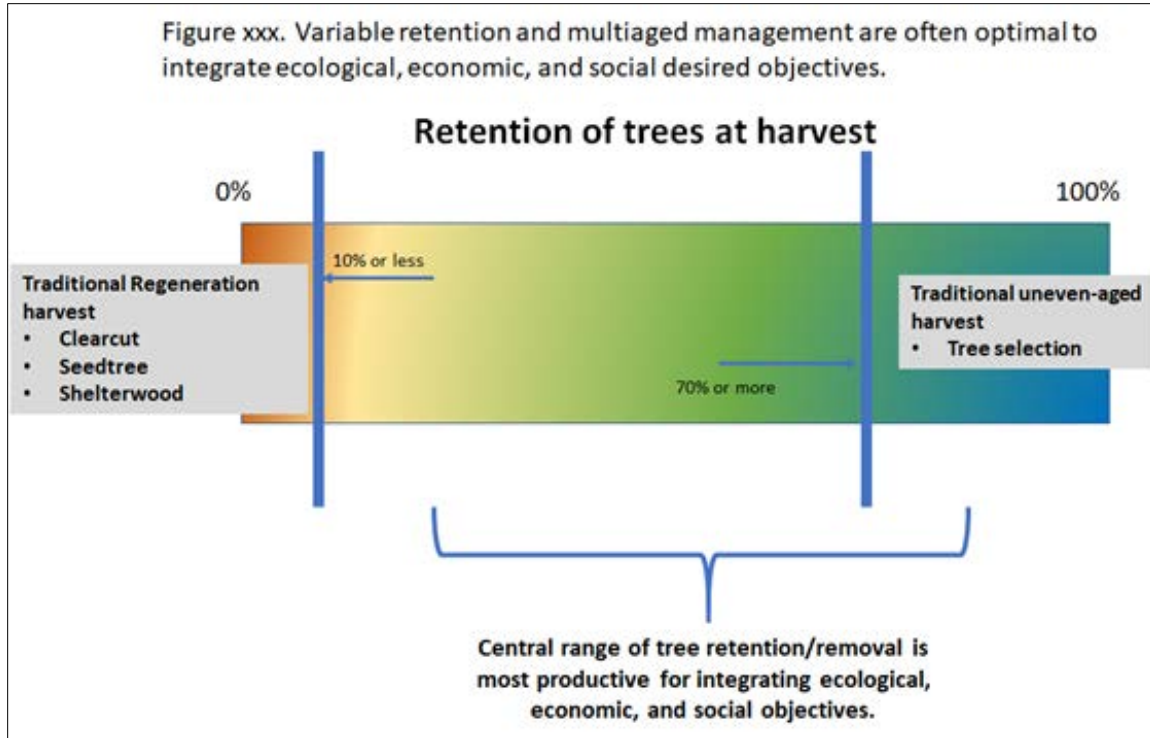 Figure xxx. Variable retention and multiaged management are often optimal to
integrate ecological, economic, and social desired objectives.
Retention of trees at harvest
0%
100%
10% or less
Traditional Regeneration
harvest
• Clearcut
• Seedtree
• Shelterwood
70% or more
Traditional uneven-aged
harvest
• Tree selection
Central range of tree retention/removal is
most productive for integrating ecological,
economic, and social objectives.